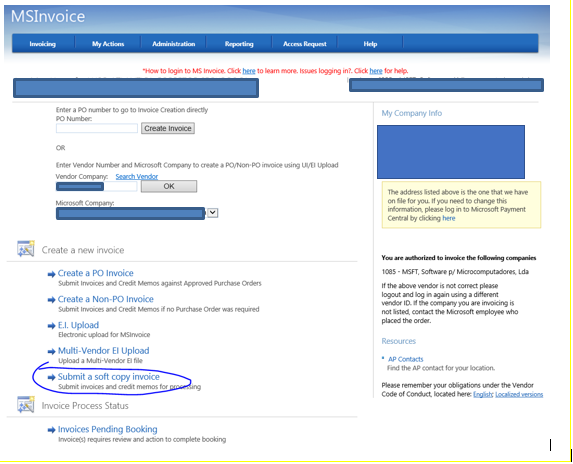 MSInvoice
Invoicing My Actions Administration Reporting Access Request Help
*How to login to MS Invoice. Click here to learn more. Issues logging in?. Click here for help.
Enter a PO number to go to Invoice Creation directly
PO Number:
Create Invoice
OR
Enter Vendor Number and Microsoft Company to create a PO/Non-PO invoice using UI/EI Upload
Vendor Company: Search Vendor
OK
Microsoft Company:
Create a new invoice
Create a PO Invoice
Submit Invoices and Credit Memos against Approved Purchase Orders
Create a Non-PO Invoice
Submit Invoices and Credit Memos if no Purchase Order was required
E.I. Upload
Electronic upload for MSInvoice
Multi-Vendor EI Upload
Upload a Multi-Vendor EI file
Submit a soft copy invoice
Submit invoices and credit memos for processing
Invoice Process Status
Invoices Pending Booking
Invoice(s) requires review and action to complete booking
My Company Info
The address listed above is the one that we have
on file for you. If you need to change this
information, please log in to Microsoft Payment
Central by clicking here
You are authorized to invoice the following companies
1085 - MSFT, Software p/ Microcomputadores, Lda
If the above vendor is not correct please
logout and log in again using a different
vendor ID. If the company you are invoicing is
not listed, contact the Microsoft employee who
placed the order.
Resources
AP Contacts
Find the AP contact for your location.
Please remember your obligations under the Vendor
Code of Conduct, located here: English; Localized versions